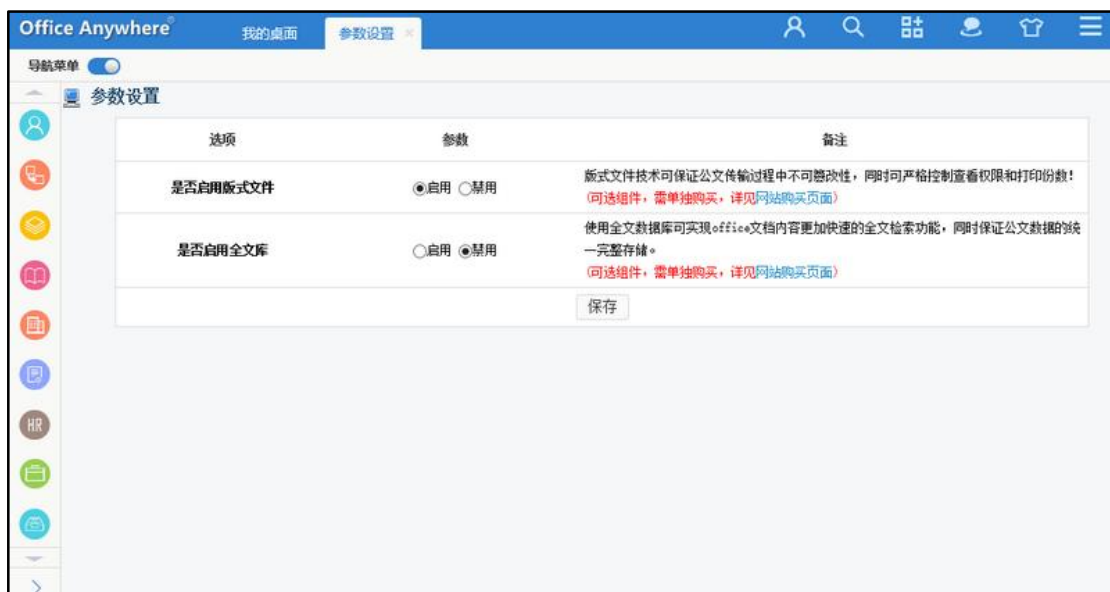 Office Anywhere®
我的桌面
参数设置 ×
导航菜单
参数设置
选项 参数 备注
是否启用版式文件 启用 禁用 版式文件技术可保证公文传输过程中不可篡改性，同时可严格控制查看权限和打印份数！
（可选组件，需单独购买，详见网站购买页面）
是否启用全文库 启用 禁用 使用全文数据库可实现office文档内容更加快速的全文检索功能，同时保证公文数据的统
一完整存储。
（可选组件，需单独购买，详见网站购买页面）
保存
HR